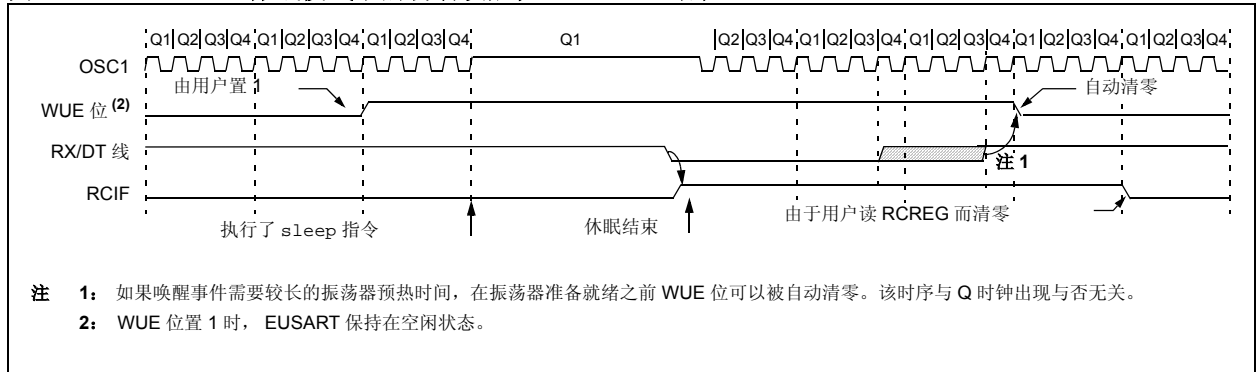 Q1 Q2 Q3 Q4 Q1 Q2 Q3 Q4 Q1 Q2 Q3 Q4 Q1 Q2 Q3 Q4 Q1 Q2 Q3 Q4 Q1 Q2 Q3 Q4 Q1 Q2 Q3 Q4 Q1 Q2 Q3 Q4
OSC1
由用户置 1
自动清零
WUE 位 (2)
RX/DT 线
注 1
RCIF
由于用户读 RCREG 而清零
执行了 sleep 指令
休眠结束
注 1: 如果唤醒事件需要较长的振荡器预热时间，在振荡器准备就绪之前 WUE 位可以被自动清零。该时序与 Q 时钟出现与否无关。
2: WUE 位置 1 时， EUSART 保持在空闲状态。